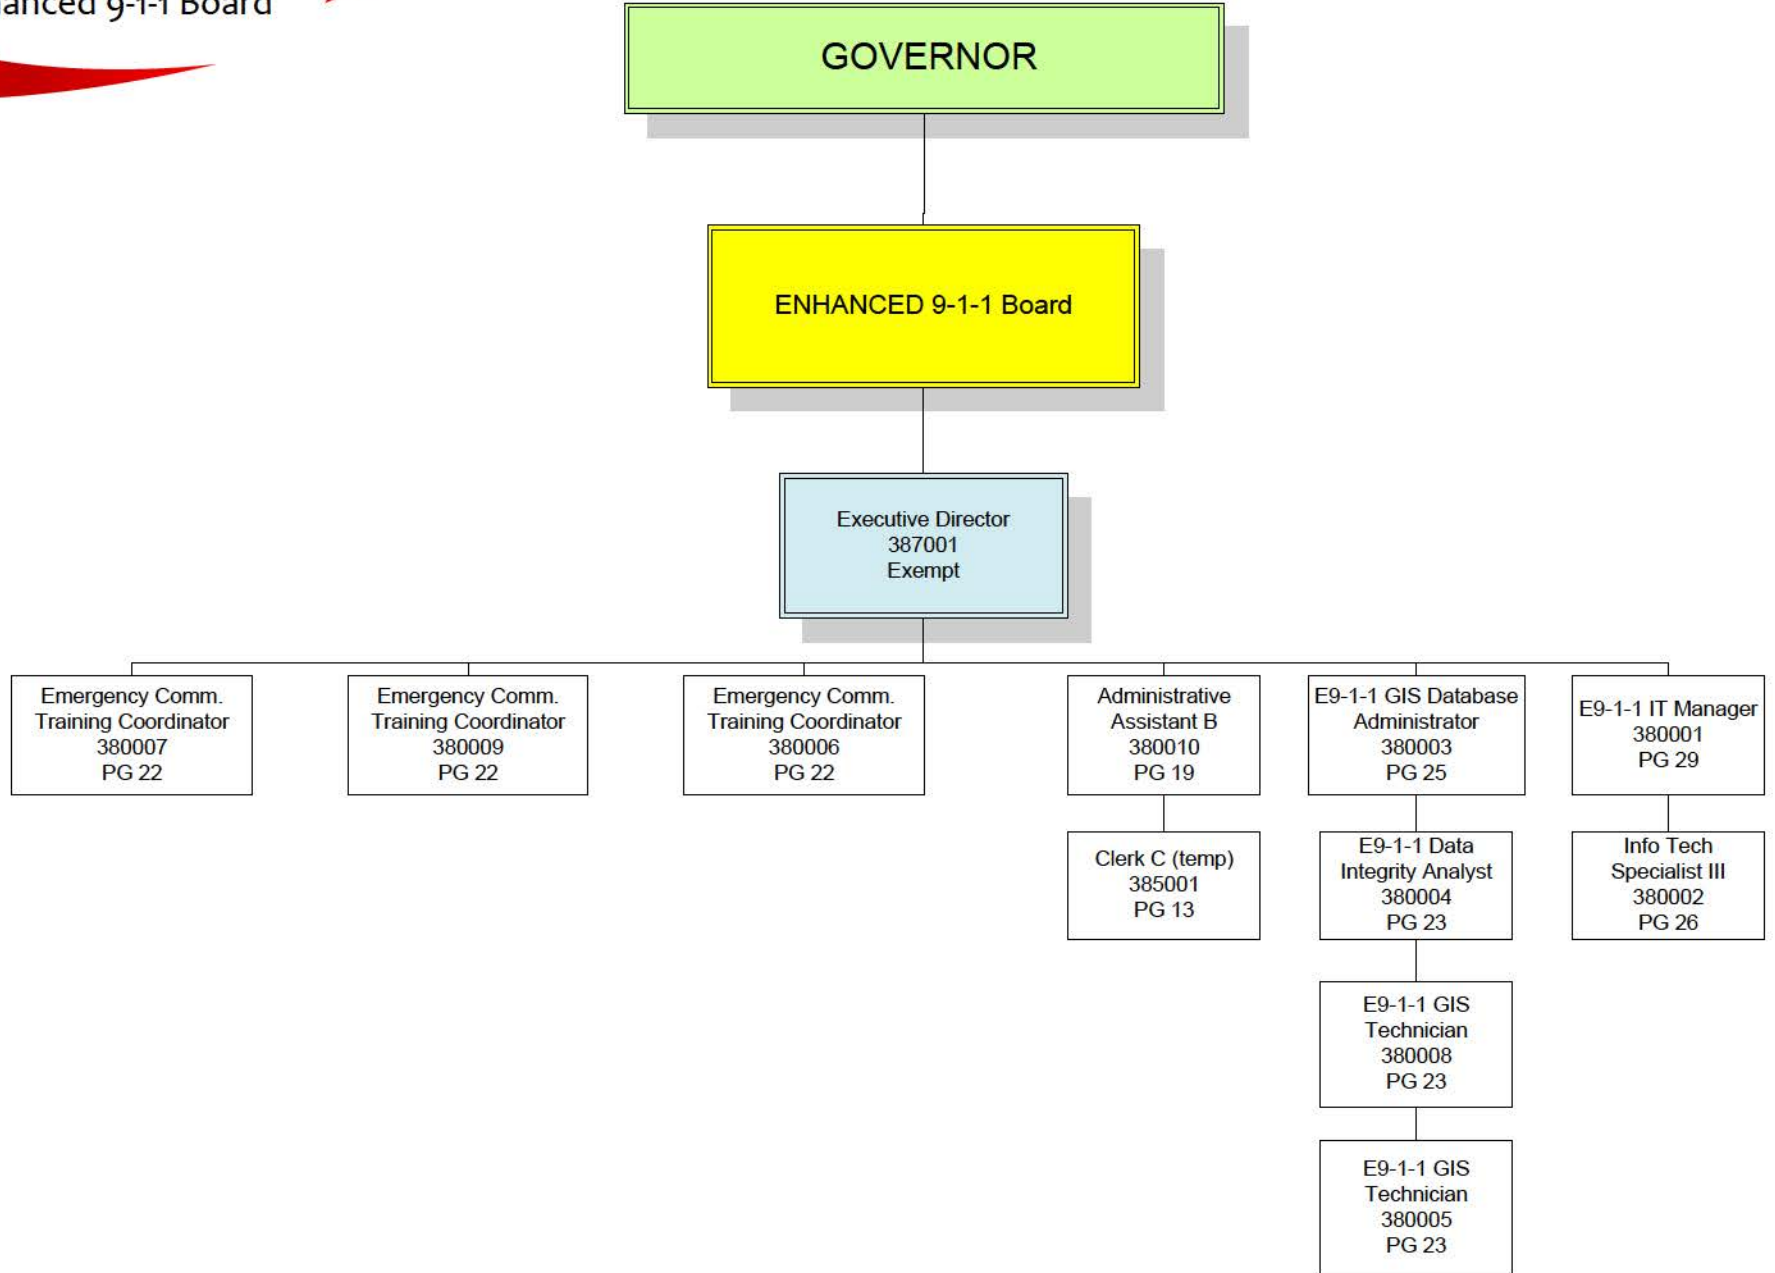 9-1-1 Board
GOVERNOR
ENHANCED 9-1-1 Board
Executive Director
387001
Exempt
Emergency Comm.
Training Coordinator
380007
PG 22
Emergency Comm.
Training Coordinator
380009
PG 22
Emergency Comm.
Training Coordinator
380006
PG 22
Administrative
Assistant B
380010
PG 19
E9-1-1 GIS Database
Administrator
380003
PG 25
E9-1-1 IT Manager
380001
PG 29
Clerk C (temp)
385001
PG 13
E9-1-1 Data
Integrity Analyst
380004
PG 23
Info Tech
Specialist III
380002
PG 26
E9-1-1 GIS
Technician
380008
PG 23
E9-1-1 GIS
Technician
380005
PG 23